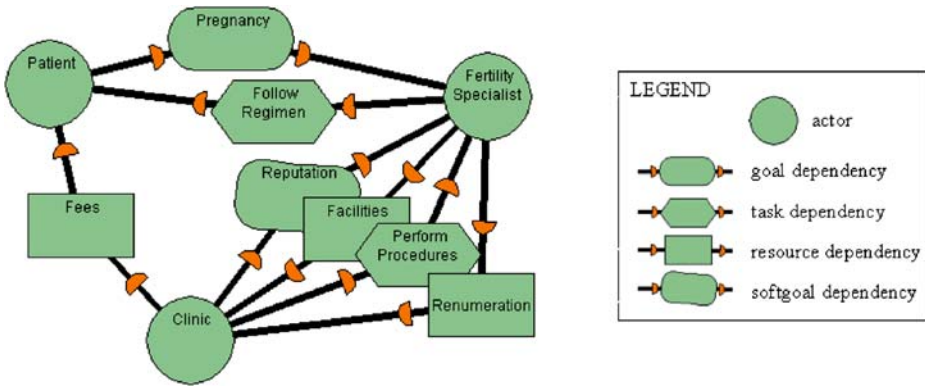 Pregnancy
Patient
Fertility
Specialist
Follow
Regimen
Reputation
Fees
Facilities
Perform
Procedures
Clinic
Renumeration
LEGEND
actor
goal dependency
task dependency
resource dependency
softgoal dependency